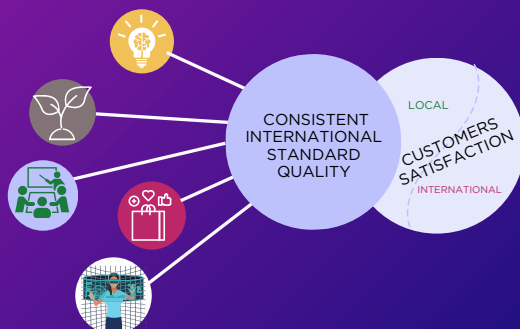 CONSISTENT
INTERNATIONAL
STANDARD
QUALITY
LOCAL
CUSTOMERS
SATISFACTION
INTERNATIONAL